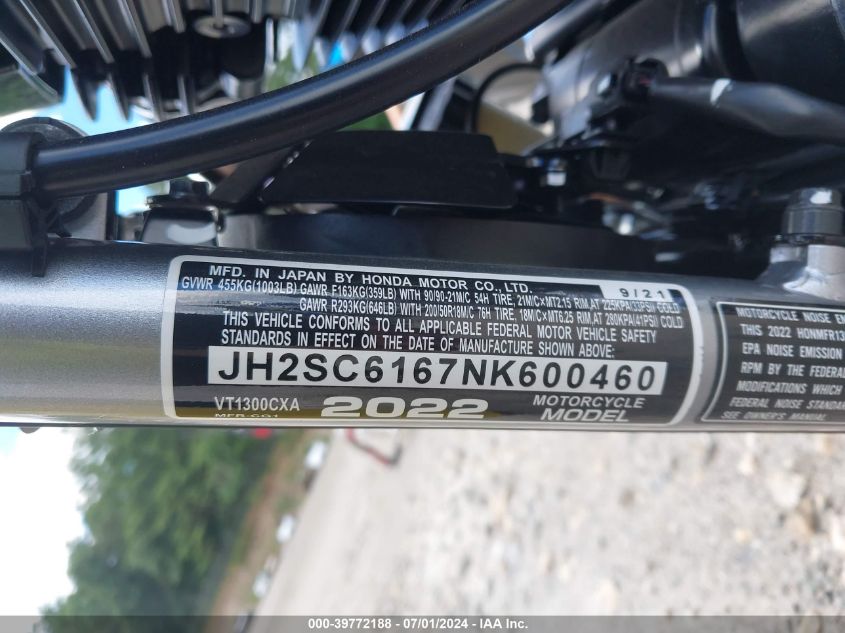 MFD. IN JAPAN BY HONDA MOTOR CO., LTD. 9/21
GVWR 455KG(1003LB) GAWR F163KG(359LB) WITH 90/90-21M/C 54H TIRE, 21M/C×MT2.15 RIM,AT 225KPA(33PSI) COLD
GAWR R293KG(646LB) WITH 200/50R18M/C 76H TIRE, 18M/C×MT6.25 RIM,AT 280KPA(41PSI) COLD
THIS VEHICLE CONFORMS TO ALL APPLICABLE FEDERAL MOTOR VEHICLE SAFETY
STANDARDS IN EFFECT ON THE DATE OF MANUFACTURE SHOWN ABOVE:
JH2SC6167NK600460
VT1300CXA 2022 MOTORCYCLE
MODEL
MOTORCYCLE NOISE
THIS 2022
EPA NOISE EMISSION
RPM BY THE FEDERAL
MODIFICATIONS WHICH
FEDERAL NOISE
SEE OWNER'S MANUAL.
000-39772188 - 07/01/2024 - IAA Inc.